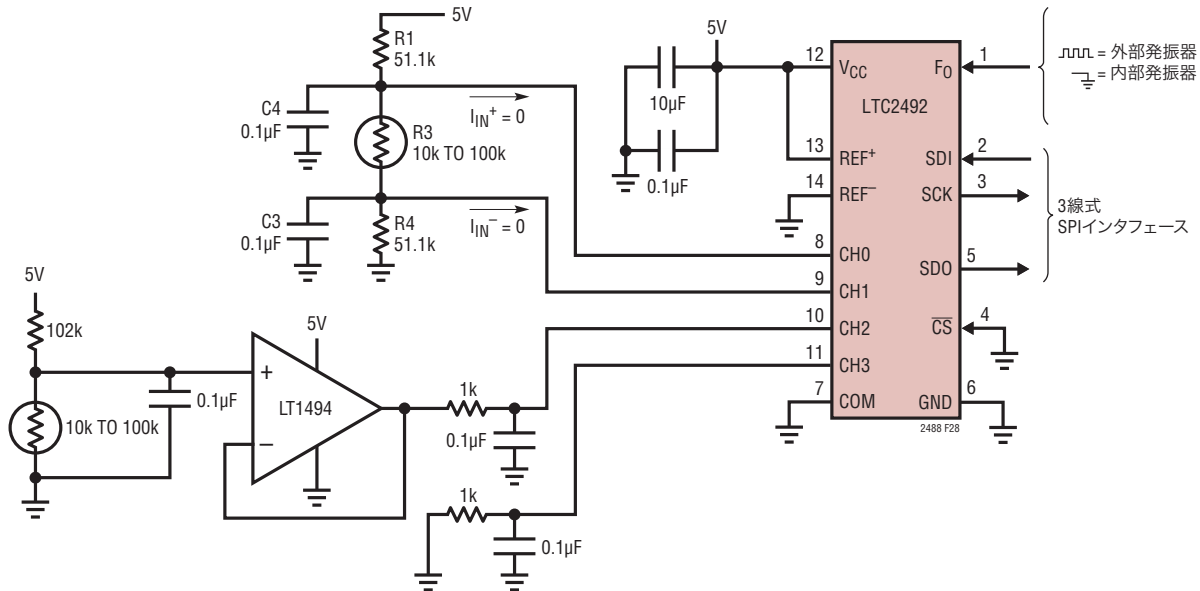 5V
R1
51.1k
C4
0.1µF
IIN+ = 0
R3
10k TO 100k
C3
0.1µF
IIN– = 0
R4
51.1k
5V
102k
0.1µF
10k TO 100k
5V
+
–
LT1494
1k
0.1µF
1k
0.1µF
5V
10µF
0.1µF
12
VCC
FO
1
LTC2492
13
REF+
SDI
2
14
REF–
SCK
3
8
CH0
SDO
5
9
CH1
10
CH2
CS
4
11
CH3
7
COM
GND
6
2488 F28
= 外部発振器
= 内部発振器
3線式
SPIインタフェース